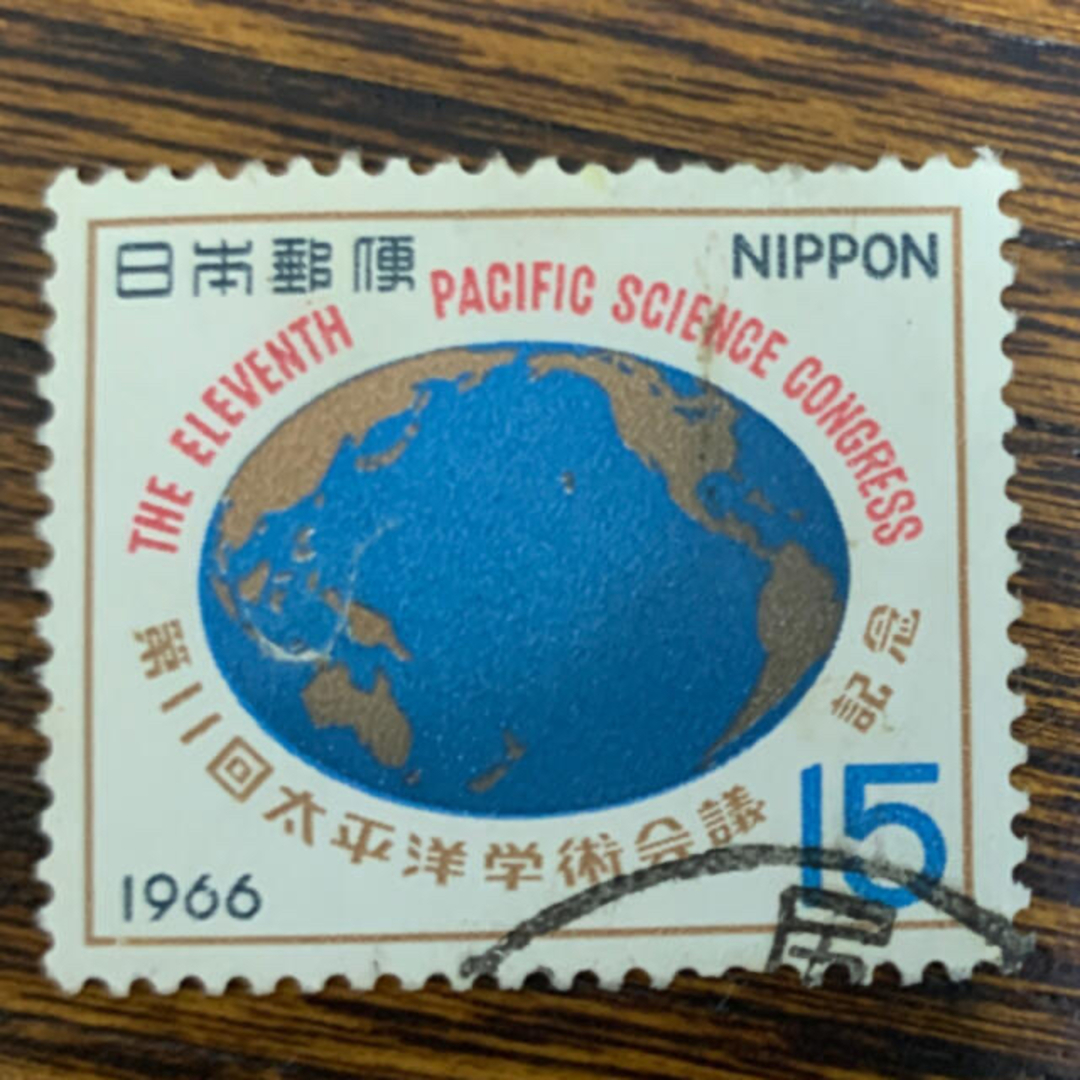 日本郵便
NIPPON
THE ELEVENTH PACIFIC SCIENCE CONGRESS
第11回太平洋学術会議記念
15
1966